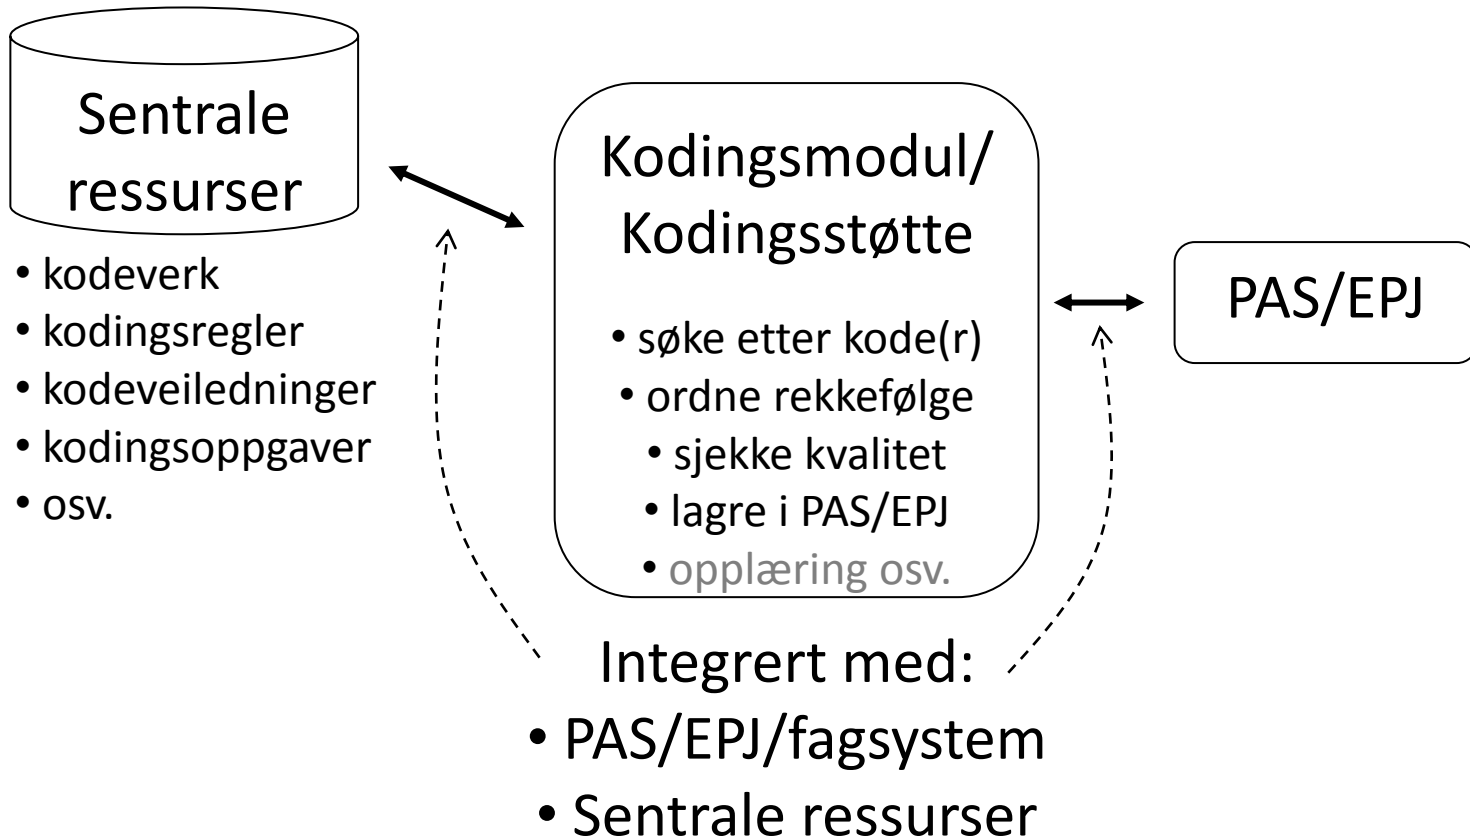 Sentrale
ressurser
• kodeverk
• kodingsregler
• kodeveiledninger
• kodingsoppgaver
• osv.
Kodingsmodul/
Kodingsstøtte
• søke etter kode(r)
• ordne rekkefølge
• sjekke kvalitet
• lagre i PAS/EPJ
• opplæring osv.
PAS/EPJ
Integrert med:
• PAS/EPJ/fagsystem
• Sentrale ressurser